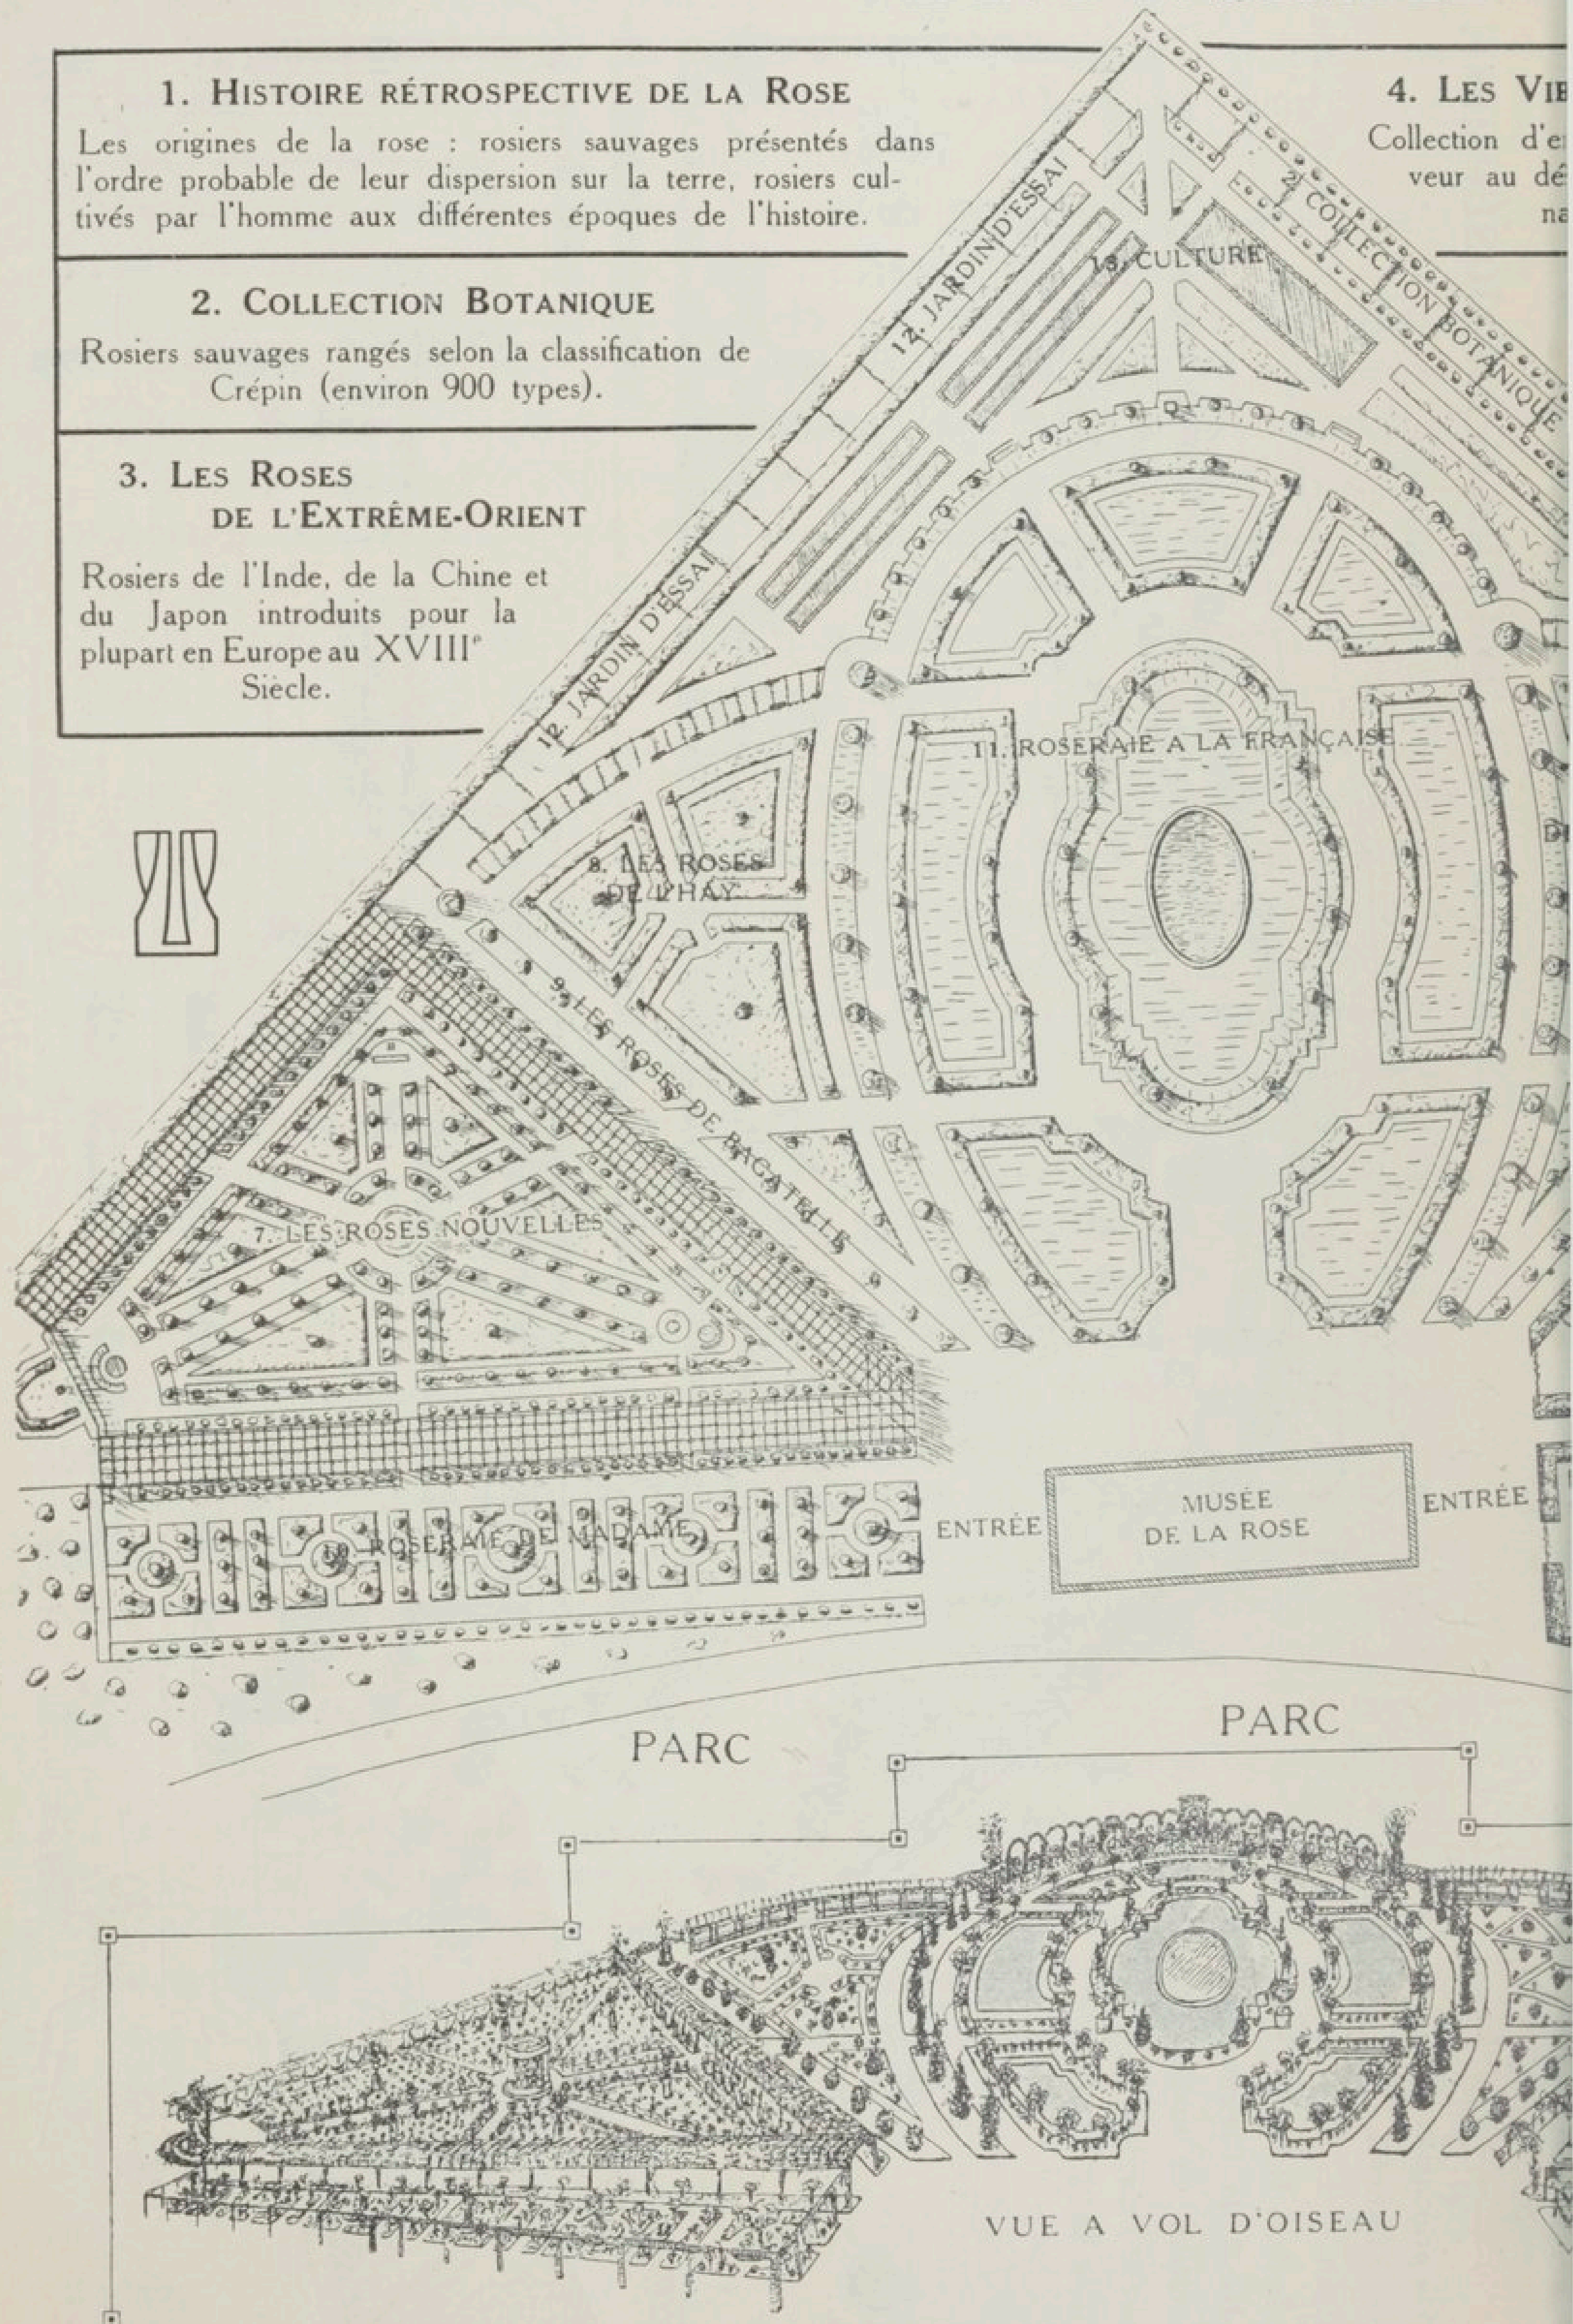 1. HISTOIRE RÉTROSPECTIVE DE LA ROSE
Les origines de la rose : rosiers sauvages présentés dans
l'ordre probable de leur dispersion sur la terre, rosiers cul-
tivés par l'homme aux différentes époques de l'histoire.
2. COLLECTION BOTANIQUE
Rosiers sauvages rangés selon la classification de
Crépin (environ 900 types).
3. LES ROSES
DE L'EXTRÊME-ORIENT
Rosiers de l'Inde, de la Chine et
du Japon introduits pour la
plupart en Europe au XVIIIᵉ
Siècle.
4. LES VIE
Collection d'e
veur au dé
na
12. JARDIN D'ESSAI
2. COLLECTION BOTANIQUE
13. CULTURE
12. JARDIN D'ESSAI
11. ROSERAIE A LA FRANÇAISE
8. LES ROSES
DE L'HAY
9. LES ROSES DE BAGATELLE
7. LES ROSES NOUVELLES
10. ROSERAIE DE MADAME
ENTRÉE
MUSÉE
DE LA ROSE
ENTRÉE
PARC
PARC
VUE A VOL D'OISEAU